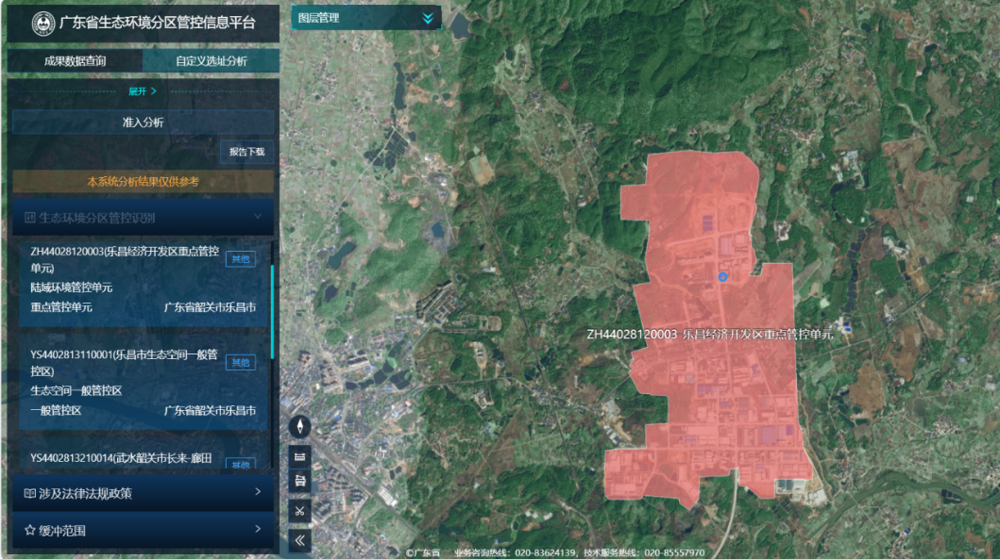 广东省生态环境分区管控信息平台
图层管理
成果数据查询
自定义选址分析
展开 >
准入分析
报告下载
本系统分析结果仅供参考
生态环境分区管控识别
ZH44028120003(乐昌经济开发区重点管控
单元)
其他
陆域环境管控单元
重点管控单元
广东省韶关市乐昌市
YS4402813110001(乐昌市生态空间一般管
控区)
其他
生态空间一般管控区
一般管控区
广东省韶关市乐昌市
YS4402813210014(武水韶关市长来-廊田
其他
涉及法律法规政策
缓冲范围
ZH44028120003 乐昌经济开发区重点管控单元
©广东省 业务咨询热线：020-83624139，技术服务热线：020-85557970